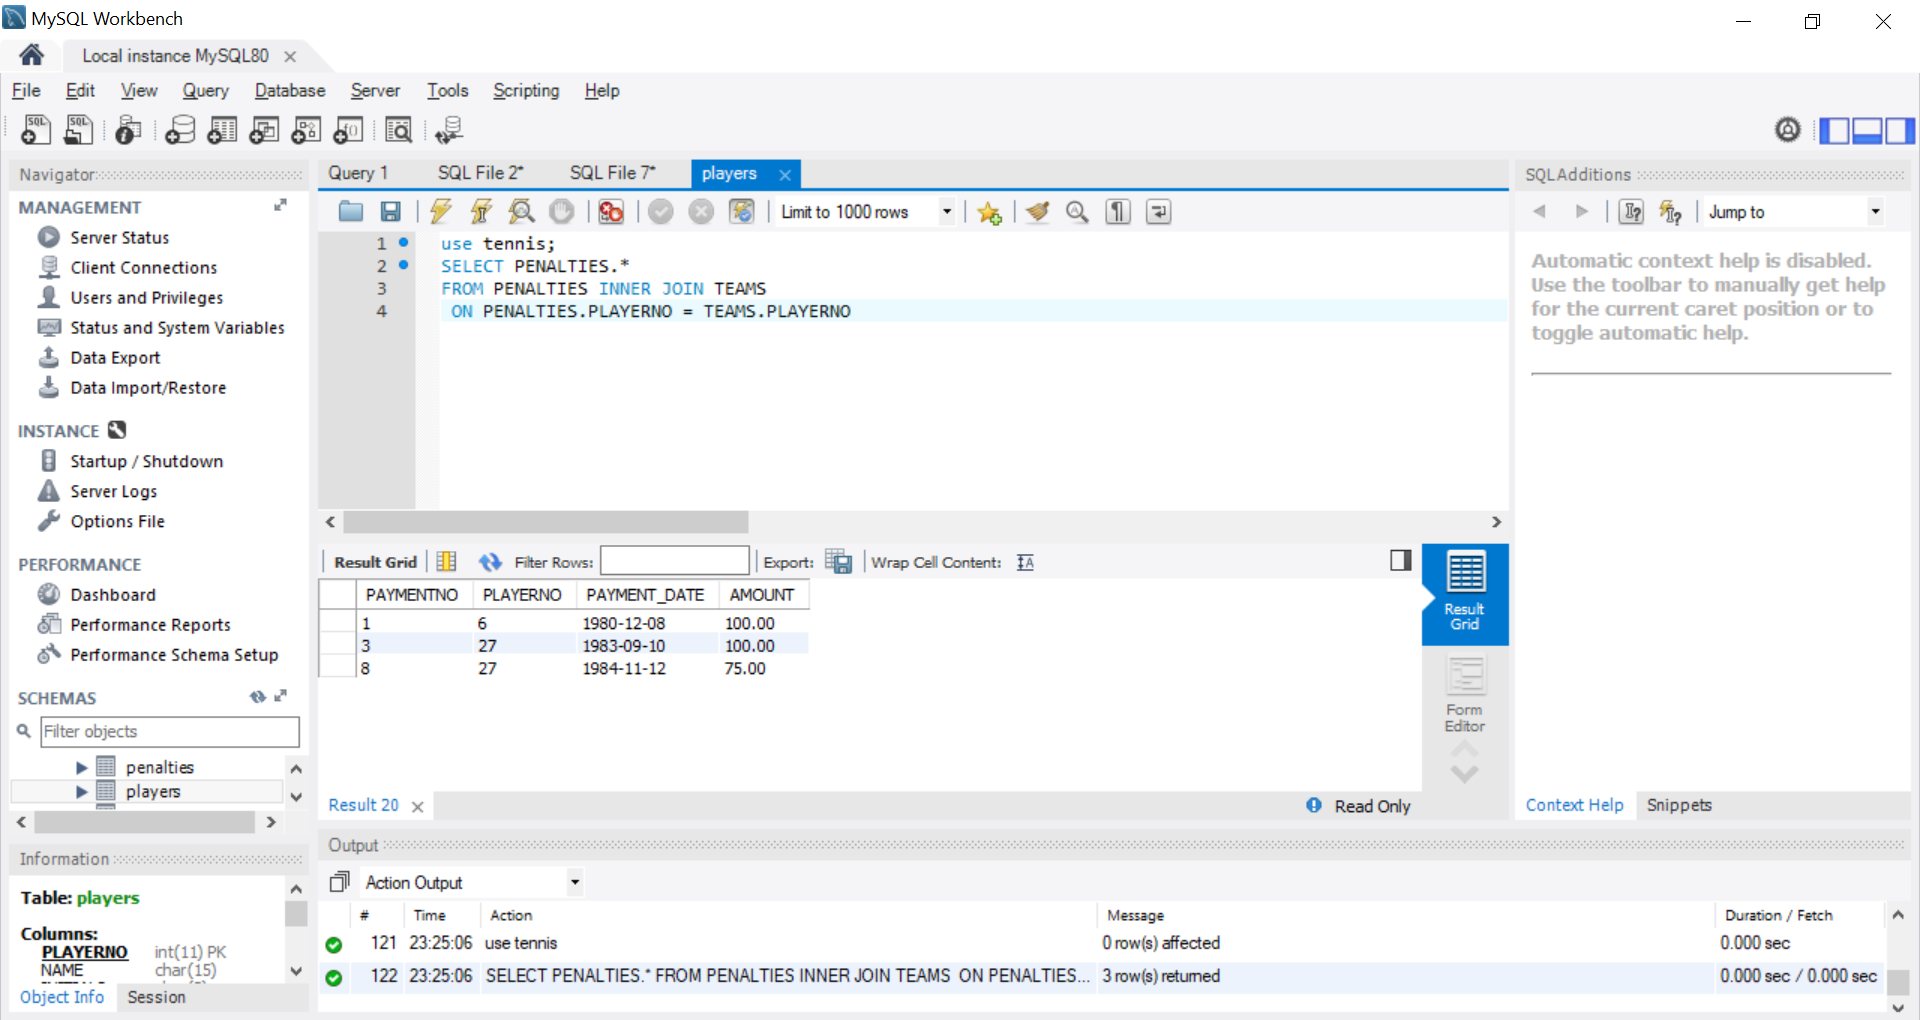 MySQL Workbench
Local instance MySQL80
File Edit View Query Database Server Tools Scripting Help
Navigator
MANAGEMENT
Server Status
Client Connections
Users and Privileges
Status and System Variables
Data Export
Data Import/Restore
INSTANCE
Startup / Shutdown
Server Logs
Options File
PERFORMANCE
Dashboard
Performance Reports
Performance Schema Setup
SCHEMAS
Filter objects
penalties
players
Information
Table: players
Columns:
PLAYERNO int(11) PK
NAME char(15)
Object Info Session
Query 1 SQL File 2* SQL File 7* players
Limit to 1000 rows
1 use tennis;
2 SELECT PENALTIES.*
3 FROM PENALTIES INNER JOIN TEAMS
4 ON PENALTIES.PLAYERNO = TEAMS.PLAYERNO
Result Grid Filter Rows: Export: Wrap Cell Content:
PAYMENTNO PLAYERNO PAYMENT_DATE AMOUNT
1 6 1980-12-08 100.00
3 27 1983-09-10 100.00
8 27 1984-11-12 75.00
Result
Grid
Form
Editor
Result 20
Read Only
SQLAdditions
Jump to
Automatic context help is disabled.
Use the toolbar to manually get help
for the current caret position or to
toggle automatic help.
Context Help Snippets
Output
Action Output
# Time Action Message Duration / Fetch
121 23:25:06 use tennis 0 row(s) affected 0.000 sec
122 23:25:06 SELECT PENALTIES.* FROM PENALTIES INNER JOIN TEAMS ON PENALTIES... 3 row(s) returned 0.000 sec / 0.000 sec